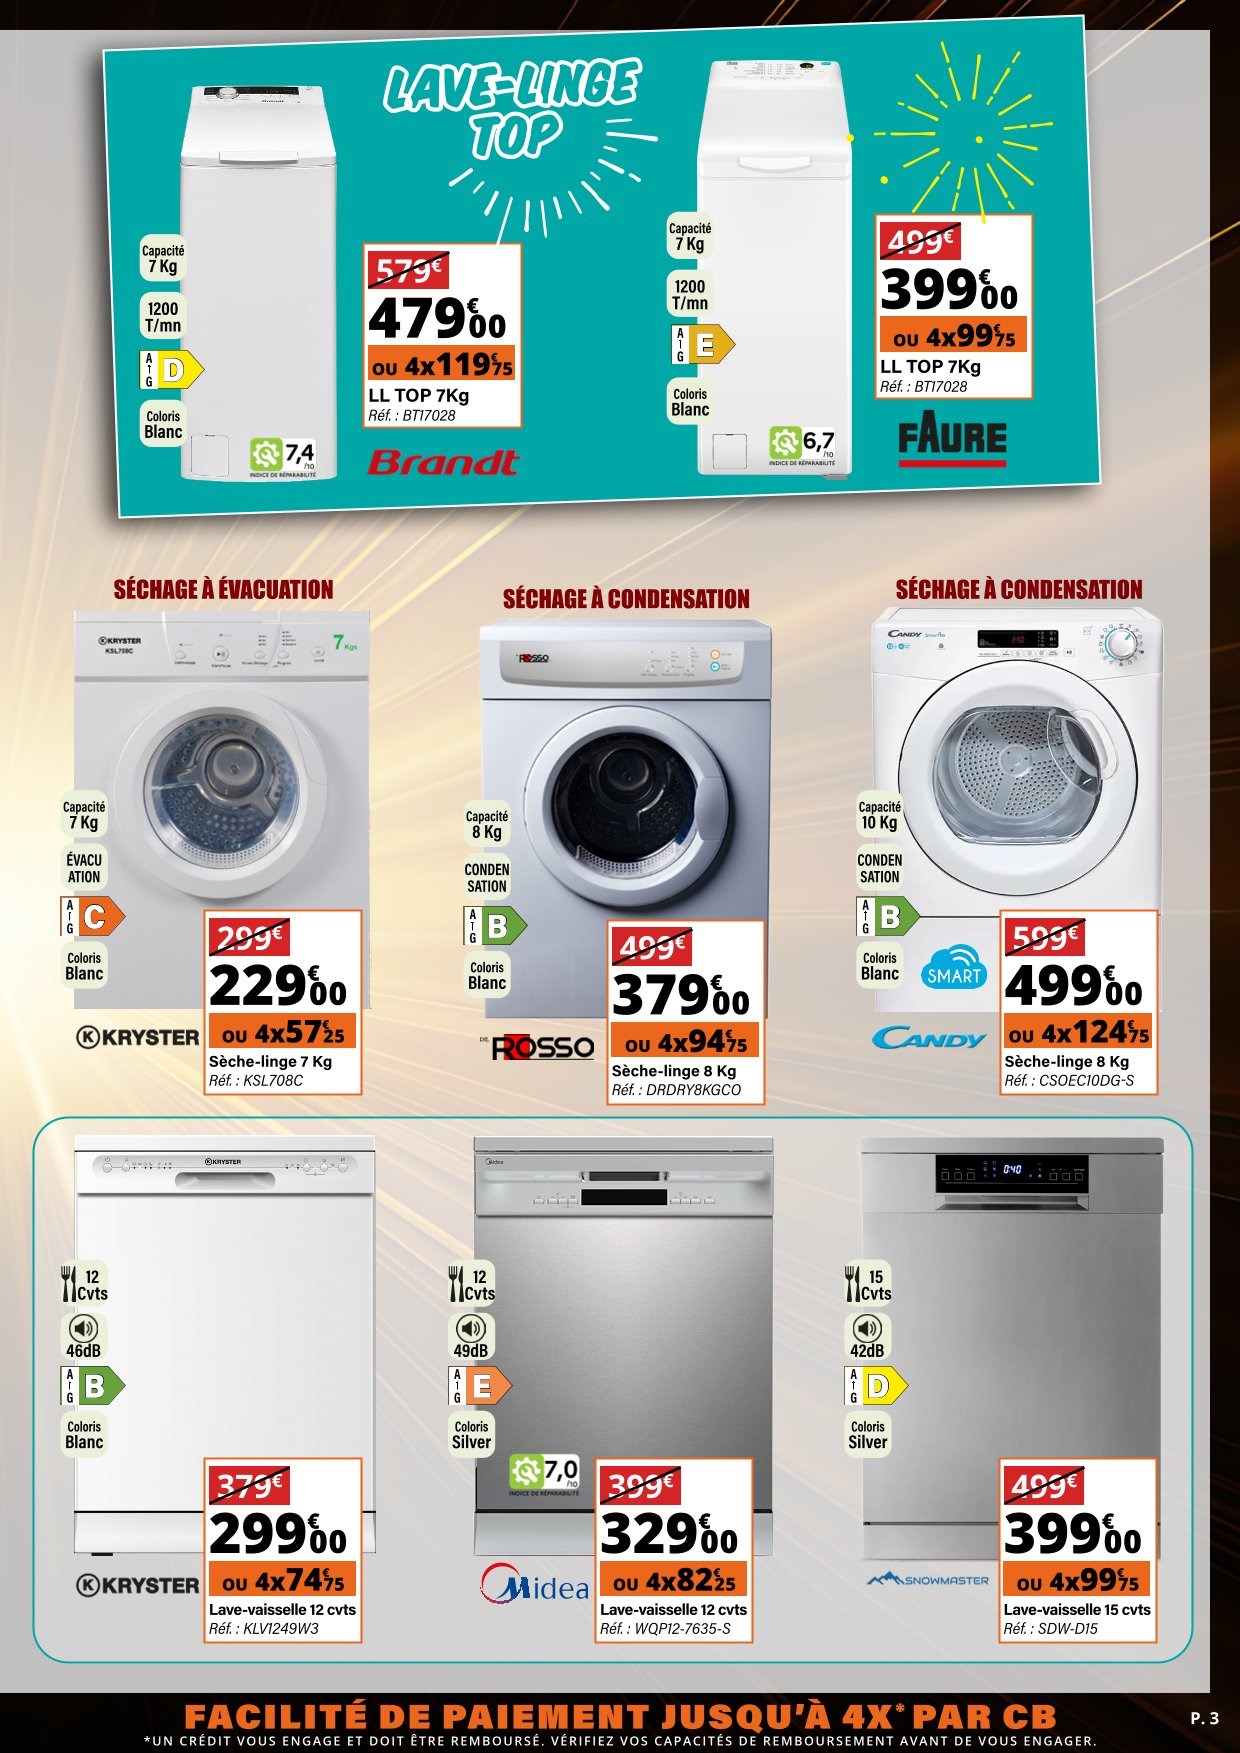 LAVE-LINGE
TOP
Brandt
Capacité
7 Kg
1200
T/mn
A
G
D
Coloris
Blanc
7,4
/10
INDICE DE RÉPARABILITÉ
579€
479€00
OU 4x119€75
LL TOP 7Kg
Réf. : BT17028
Brandt
Capacité
7 Kg
1200
T/mn
A
G
E
Coloris
Blanc
6,7
/10
INDICE DE RÉPARABILITÉ
499€
399€00
OU 4x99€75
LL TOP 7Kg
Réf. : BT17028
FAURE
SÉCHAGE À ÉVACUATION
KRYSTER
KSL708C
7 Kgs
Capacité
7 Kg
ÉVACU
ATION
A
G
C
Coloris
Blanc
KRYSTER
299€
229€00
OU 4x57€25
Sèche-linge 7 Kg
Réf. : KSL708C
SÉCHAGE À CONDENSATION
ROSSO
Capacité
8 Kg
CONDEN
SATION
A
G
B
Coloris
Blanc
DE. ROSSO
499€
379€00
OU 4x94€75
Sèche-linge 8 Kg
Réf. : DRDRY8KGCO
SÉCHAGE À CONDENSATION
CANDY
Capacité
10 Kg
CONDEN
SATION
A
G
B
Coloris
Blanc
SMART
CANDY
599€
499€00
OU 4x124€75
Sèche-linge 8 Kg
Réf. : CSOEC10DG-S
KRYSTER
12
Cvts
46dB
A
G
B
Coloris
Blanc
KRYSTER
379€
299€00
OU 4x74€75
Lave-vaisselle 12 cvts
Réf. : KLV1249W3
Midea
12
Cvts
49dB
A
G
E
Coloris
Silver
7,0
/10
INDICE DE RÉPARABILITÉ
Midea
399€
329€00
OU 4x82€25
Lave-vaisselle 12 cvts
Réf. : WQP12-7635-S
0:40
15
Cvts
42dB
A
G
D
Coloris
Silver
SNOWMASTER
499€
399€00
OU 4x99€75
Lave-vaisselle 15 cvts
Réf. : SDW-D15
FACILITÉ DE PAIEMENT JUSQU'À 4X* PAR CB
*UN CRÉDIT VOUS ENGAGE ET DOIT ÊTRE REMBOURSÉ. VÉRIFIEZ VOS CAPACITÉS DE REMBOURSEMENT AVANT DE VOUS ENGAGER.
P. 3